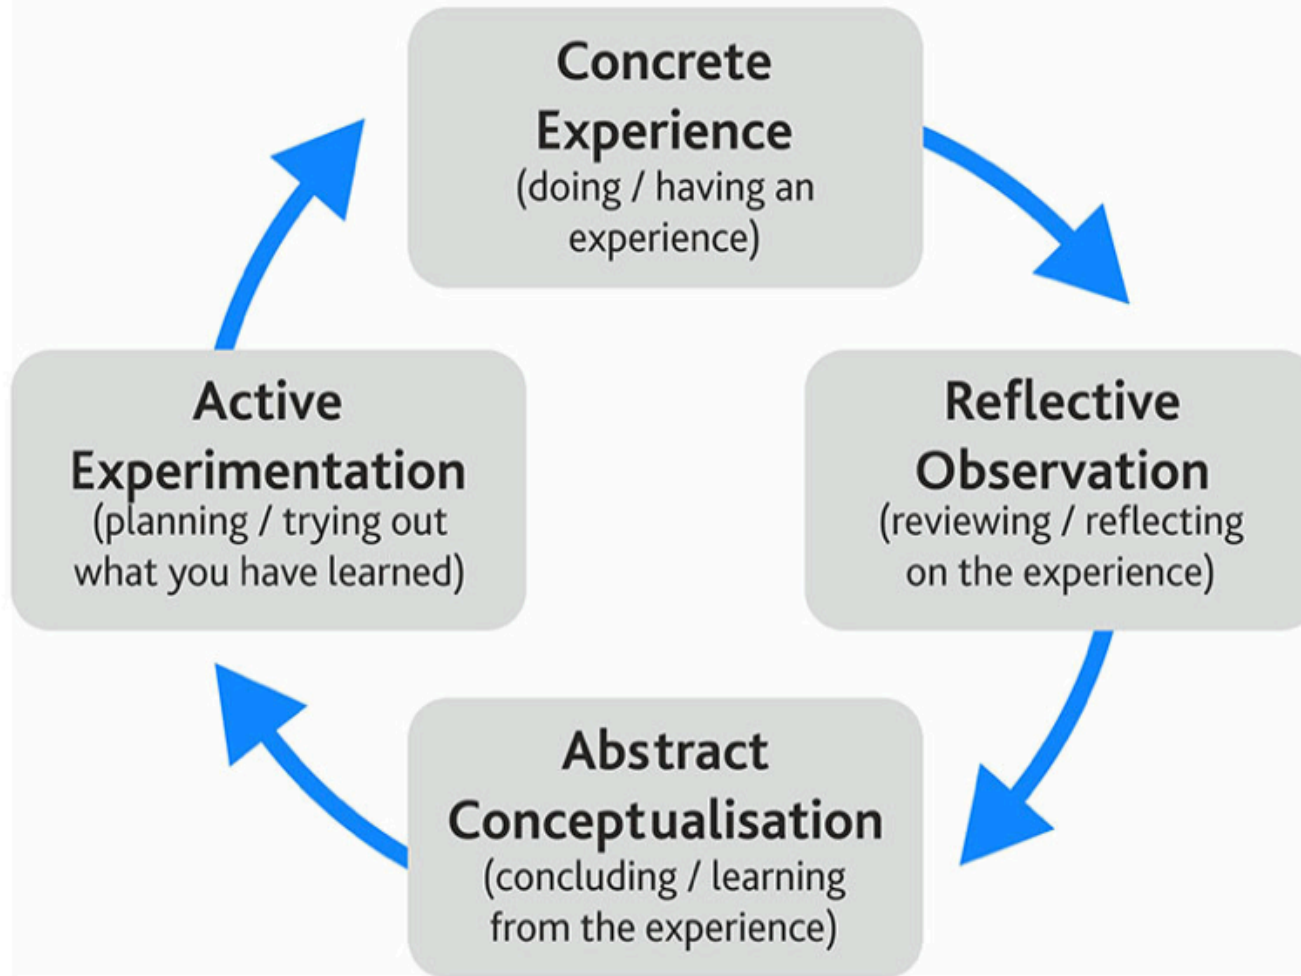 Concrete
Experience
(doing / having an
experience)
Reflective
Observation
(reviewing / reflecting
on the experience)
Abstract
Conceptualisation
(concluding / learning
from the experience)
Active
Experimentation
(planning / trying out
what you have learned)